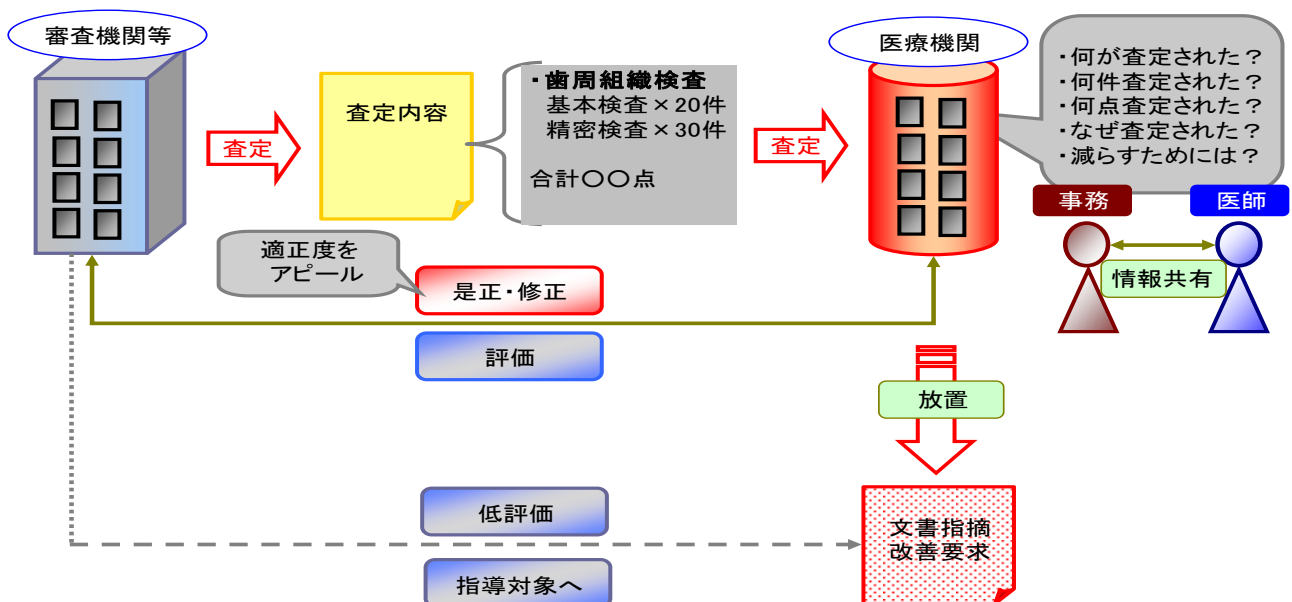 審査機関等
査定
査定内容
・歯周組織検査
基本検査×20件
精密検査×30件
合計〇〇点
査定
医療機関
・何が査定された？
・何件査定された？
・何点査定された？
・なぜ査定された？
・減らすためには？
事務
医師
情報共有
適正度を
アピール
是正・修正
評価
放置
低評価
指導対象へ
文書指摘
改善要求